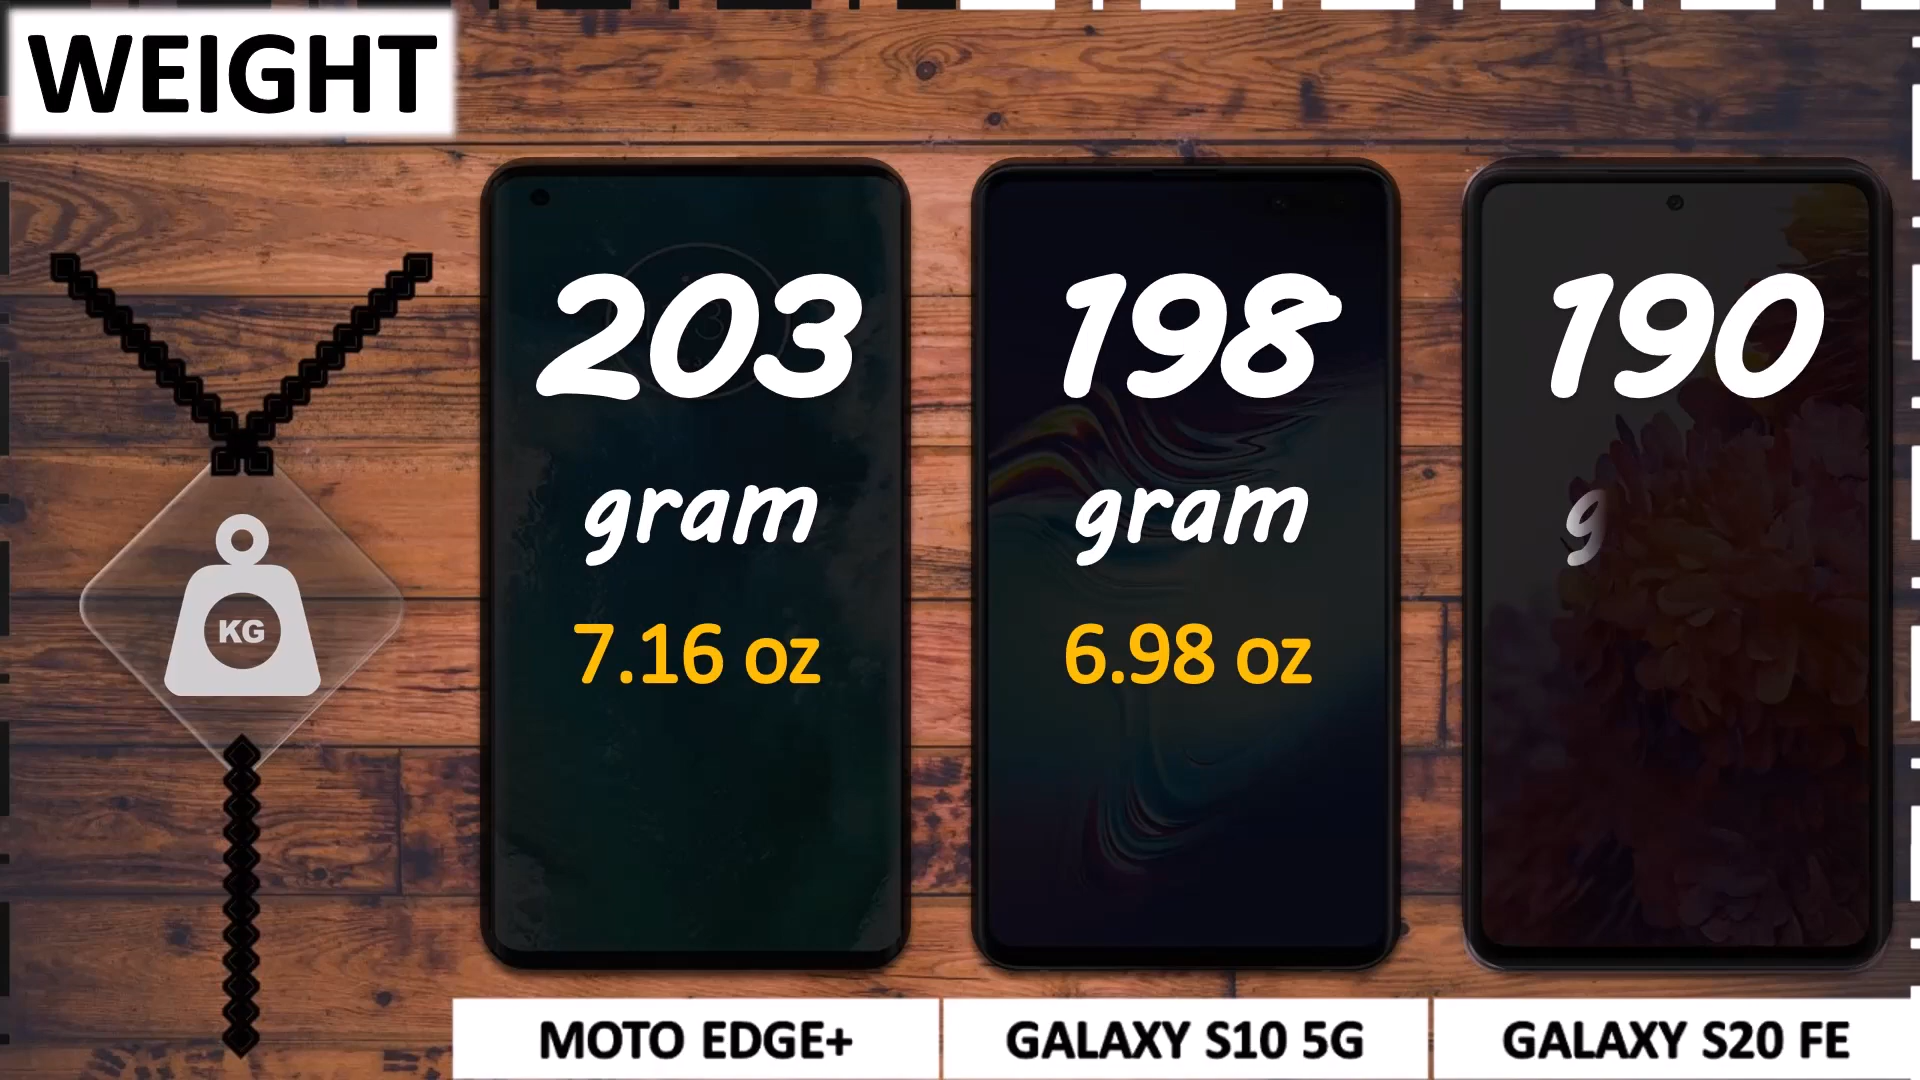 WEIGHT
203
gram
7.16 oz
198
gram
6.98 oz
190
g
KG
MOTO EDGE+
GALAXY S10 5G
GALAXY S20 FE